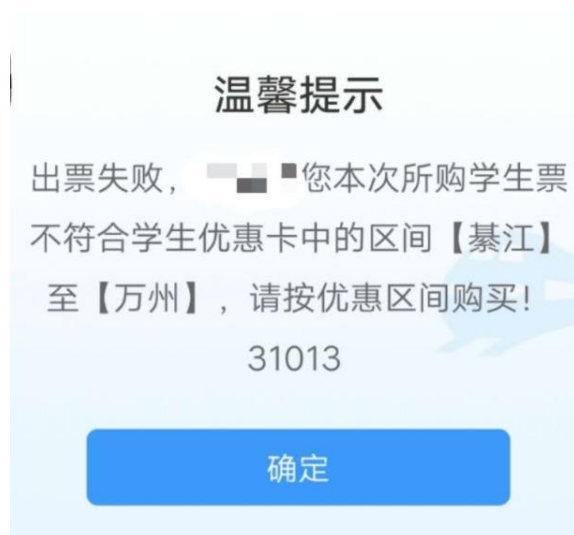 温馨提示
出票失败，您本次所购学生票
不符合学生优惠卡中的区间【綦江】
至【万州】，请按优惠区间购买！
31013
确定